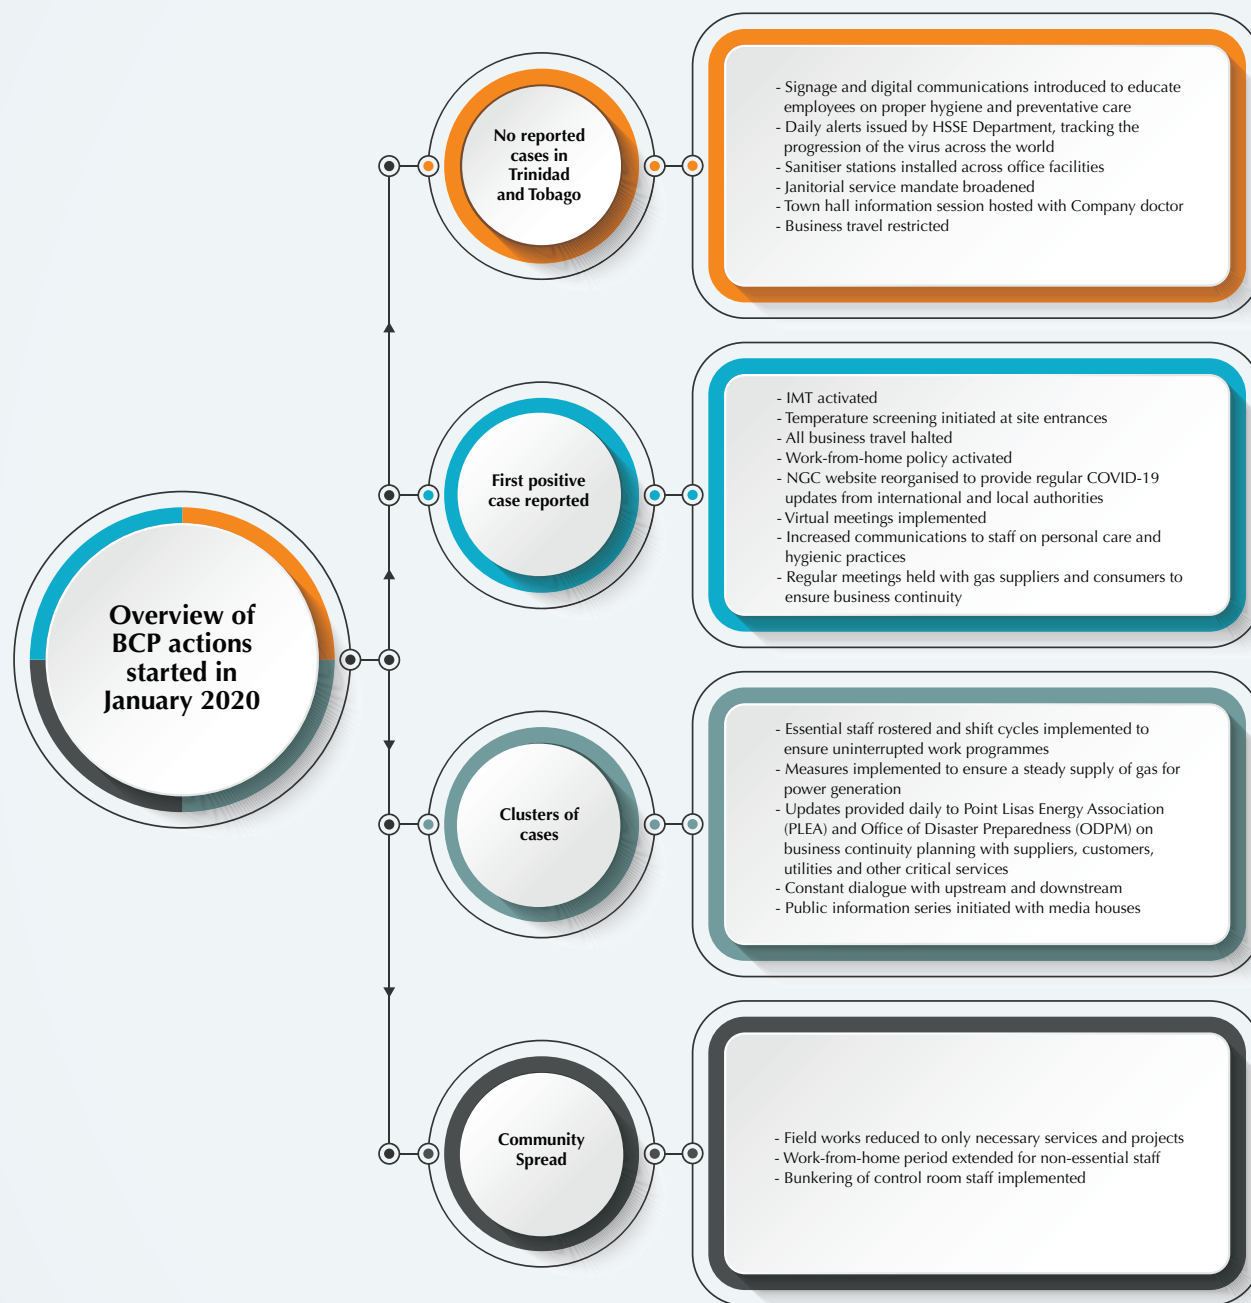 Overview of
BCP actions
started in
January 2020
No reported
cases in
Trinidad
and Tobago
- Signage and digital communications introduced to educate
employees on proper hygiene and preventative care
- Daily alerts issued by HSSE Department, tracking the
progression of the virus across the world
- Sanitiser stations installed across office facilities
- Janitorial service mandate broadened
- Town hall information session hosted with Company doctor
- Business travel restricted
First positive
case reported
- IMT activated
- Temperature screening initiated at site entrances
- All business travel halted
- Work-from-home policy activated
- NGC website reorganised to provide regular COVID-19
updates from international and local authorities
- Virtual meetings implemented
- Increased communications to staff on personal care and
hygienic practices
- Regular meetings held with gas suppliers and consumers to
ensure business continuity
Clusters of
cases
- Essential staff rostered and shift cycles implemented to
ensure uninterrupted work programmes
- Measures implemented to ensure a steady supply of gas for
power generation
- Updates provided daily to Point Lisas Energy Association
(PLEA) and Office of Disaster Preparedness (ODPM) on
business continuity planning with suppliers, customers,
utilities and other critical services
- Constant dialogue with upstream and downstream
- Public information series initiated with media houses
Community
Spread
- Field works reduced to only necessary services and projects
- Work-from-home period extended for non-essential staff
- Bunkering of control room staff implemented